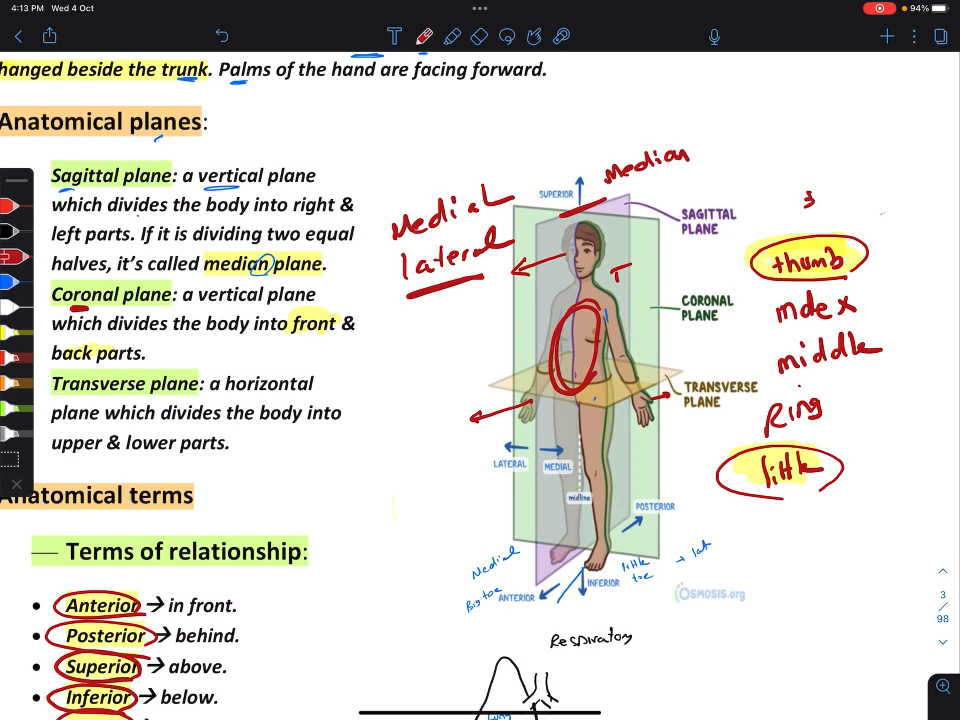 4:13 PM Wed 4 Oct
94%
hanged beside the trunk. Palms of the hand are facing forward.
Anatomical planes:
Sagittal plane: a vertical plane
which divides the body into right &
left parts. If it is dividing two equal
halves, it's called median plane.
Coronal plane: a vertical plane
which divides the body into front &
back parts.
Transverse plane: a horizontal
plane which divides the body into
upper & lower parts.
Medial
lateral
Median
SUPERIOR
SAGITTAL
PLANE
T
CORONAL
PLANE
TRANSVERSE
PLANE
LATERAL
MEDIAL
midline
POSTERIOR
ANTERIOR
INFERIOR
Medial
Big toe
little
toe
→ lat
OSMOSIS.org
3
thumb
index
middle
Ring
little
Anatomical terms
Terms of relationship:
• Anterior → in front.
• Posterior → behind.
• Superior → above.
• Inferior → below.
Respiratory
Lung
3
/
98